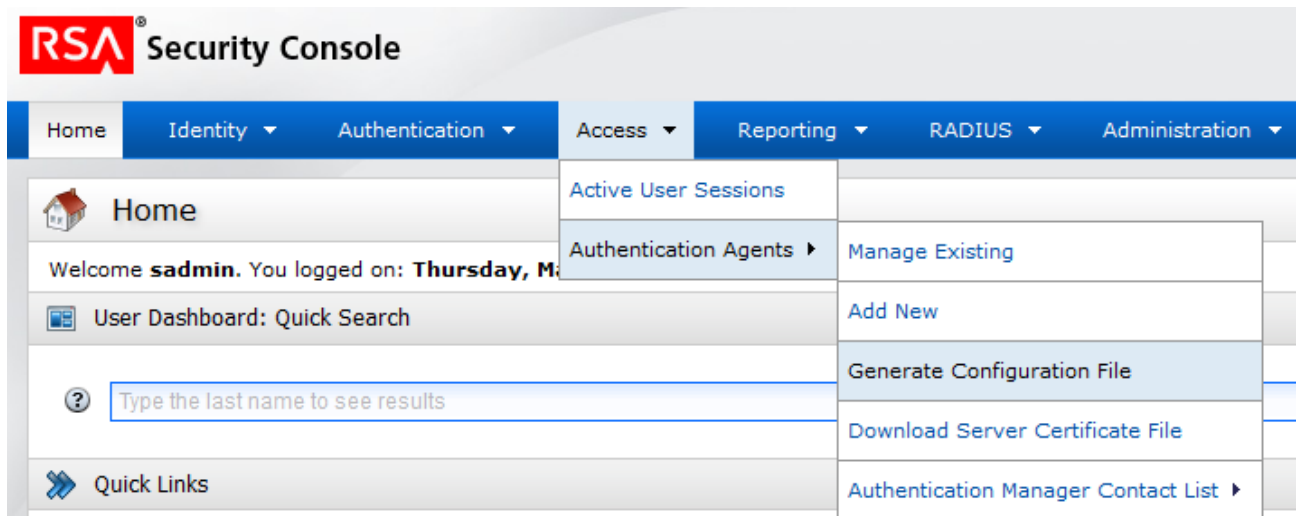 RSA® Security Console
Home Identity Authentication Access Reporting RADIUS Administration
Active User Sessions
Home
Authentication Agents
Manage Existing
Welcome sadmin. You logged on: Thursday,
Add New
User Dashboard: Quick Search
Generate Configuration File
Type the last name to see results
Download Server Certificate File
Quick Links
Authentication Manager Contact List